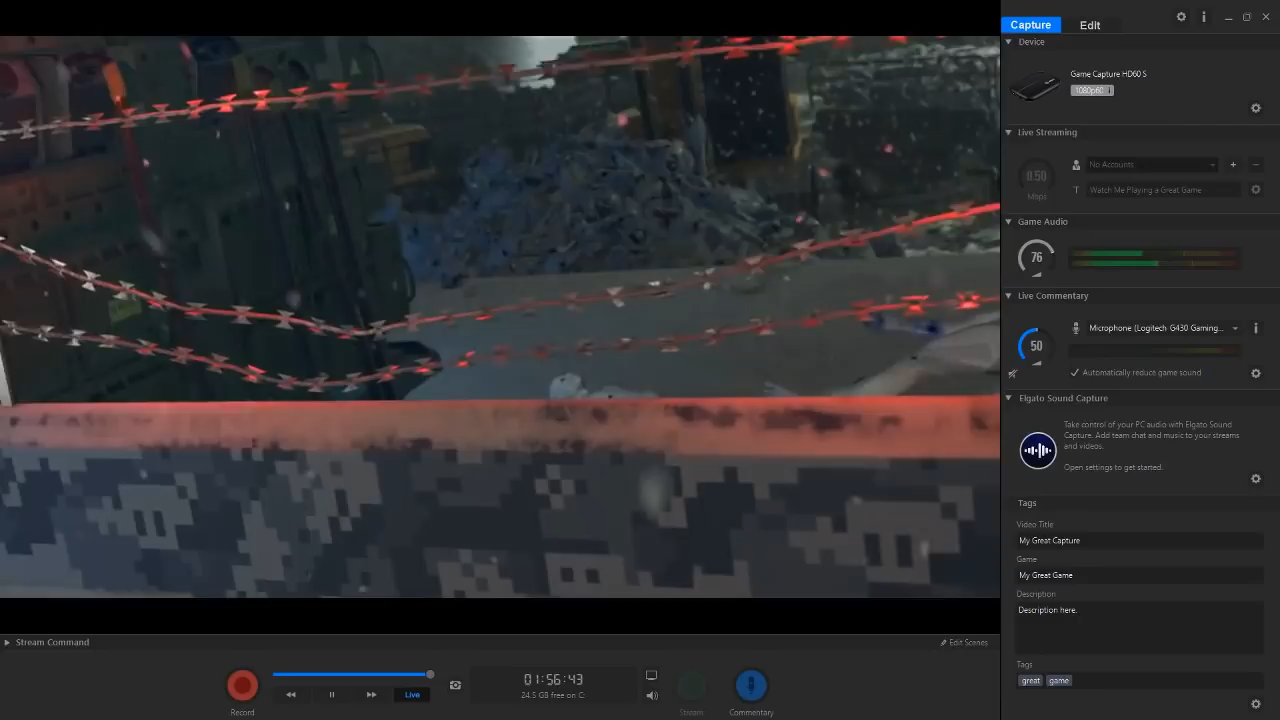 Capture
Edit
Device
Game Capture HD60 S
1080p60
Live Streaming
0.50
Mbps
No Accounts
Watch Me Playing a Great Game
Game Audio
76
Live Commentary
50
Microphone (Logitech G430 Gaming...
Automatically reduce game sound
Elgato Sound Capture
Take control of your PC audio with Elgato Sound
Capture. Add team chat and music to your streams
and videos.
Open settings to get started.
Tags
Video Title
My Great Capture
Game
My Great Game
Description
Description here.
Tags
great game
Stream Command
Edit Scenes
Record
Live
01:56:43
24.5 GB free on C:
Stream
Commentary